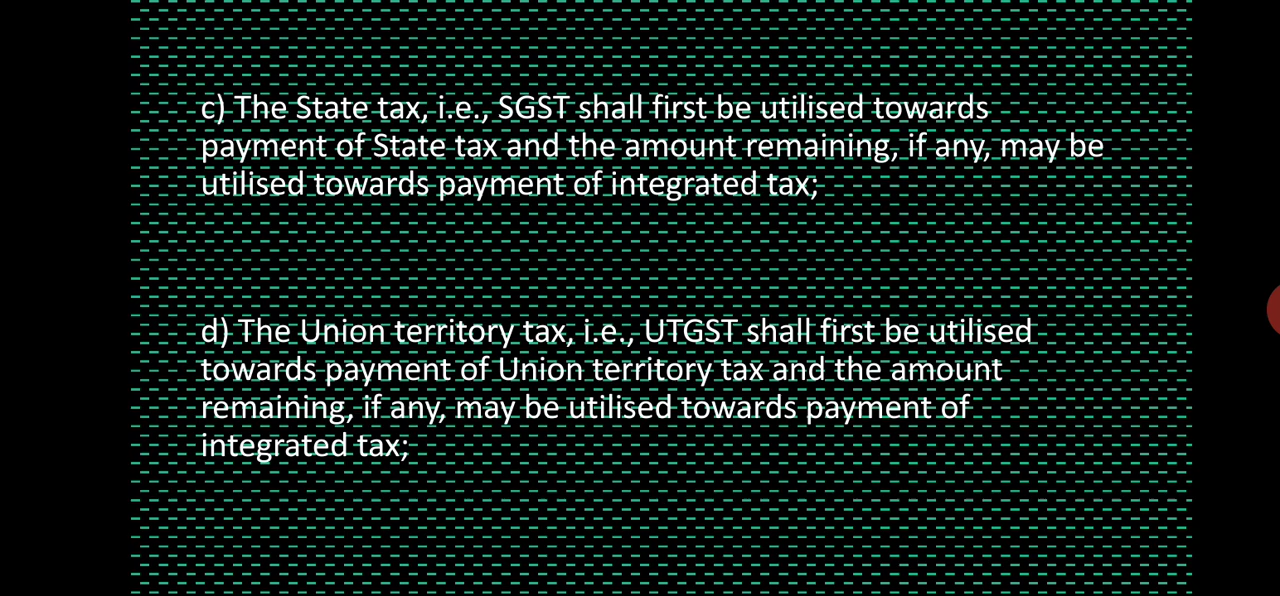 c) The State tax, i.e., SGST shall first be utilised towards
payment of State tax and the amount remaining, if any, may be
utilised towards payment of integrated tax;
d) The Union territory tax, i.e., UTGST shall first be utilised
towards payment of Union territory tax and the amount
remaining, if any, may be utilised towards payment of
integrated tax;